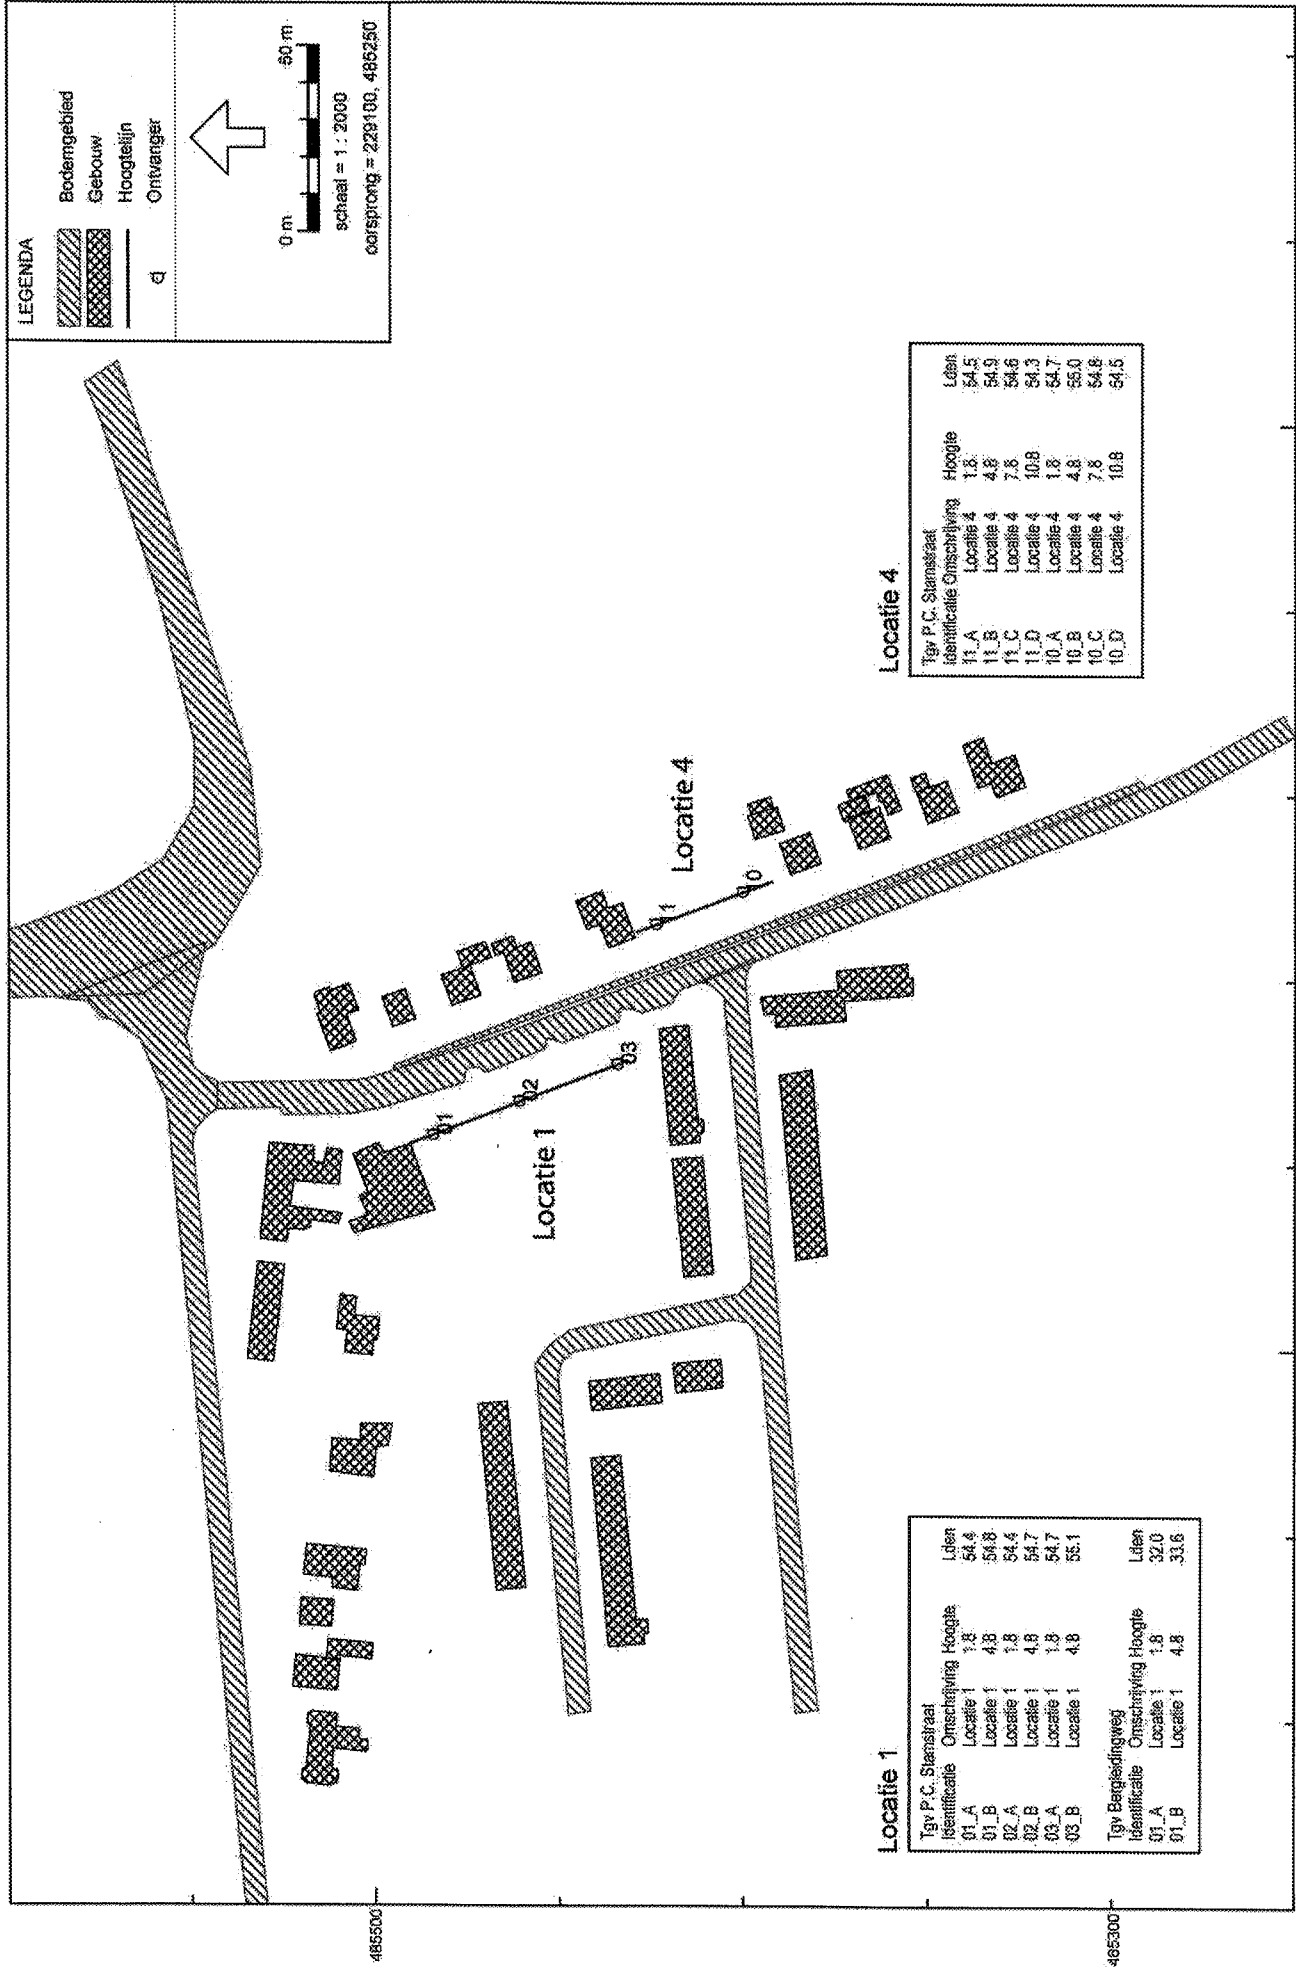 LEGENDA
Bodemgebied
Gebouw
Hoogtelijn
Ontvanger
0 m 50 m
schaal = 1 : 2000
oorsprong = 229100, 485250
Locatie 4
11
10
Locatie 1
01
02
03
Locatie 4
Tgv P.C. Stamstraat
Identificatie Omschrijving Hoogte Lden
11_A Locatie 4 1.8 54.5
11_B Locatie 4 4.8 54.9
11_C Locatie 4 7.8 54.6
11_D Locatie 4 10.8 54.3
10_A Locatie 4 1.8 54.7
10_B Locatie 4 4.8 55.0
10_C Locatie 4 7.8 54.8
10_D Locatie 4 10.8 54.5
Locatie 1
Tgv P.C. Stamstraat
Identificatie Omschrijving Hoogte Lden
01_A Locatie 1 1.8 54.4
01_B Locatie 1 4.8 54.8
02_A Locatie 1 1.8 54.4
02_B Locatie 1 4.8 54.7
03_A Locatie 1 1.8 54.7
03_B Locatie 1 4.8 55.1
Tgv Bergleidingweg
Identificatie Omschrijving Hoogte Lden
01_A Locatie 1 1.8 32.0
01_B Locatie 1 4.8 33.6
485500
485300